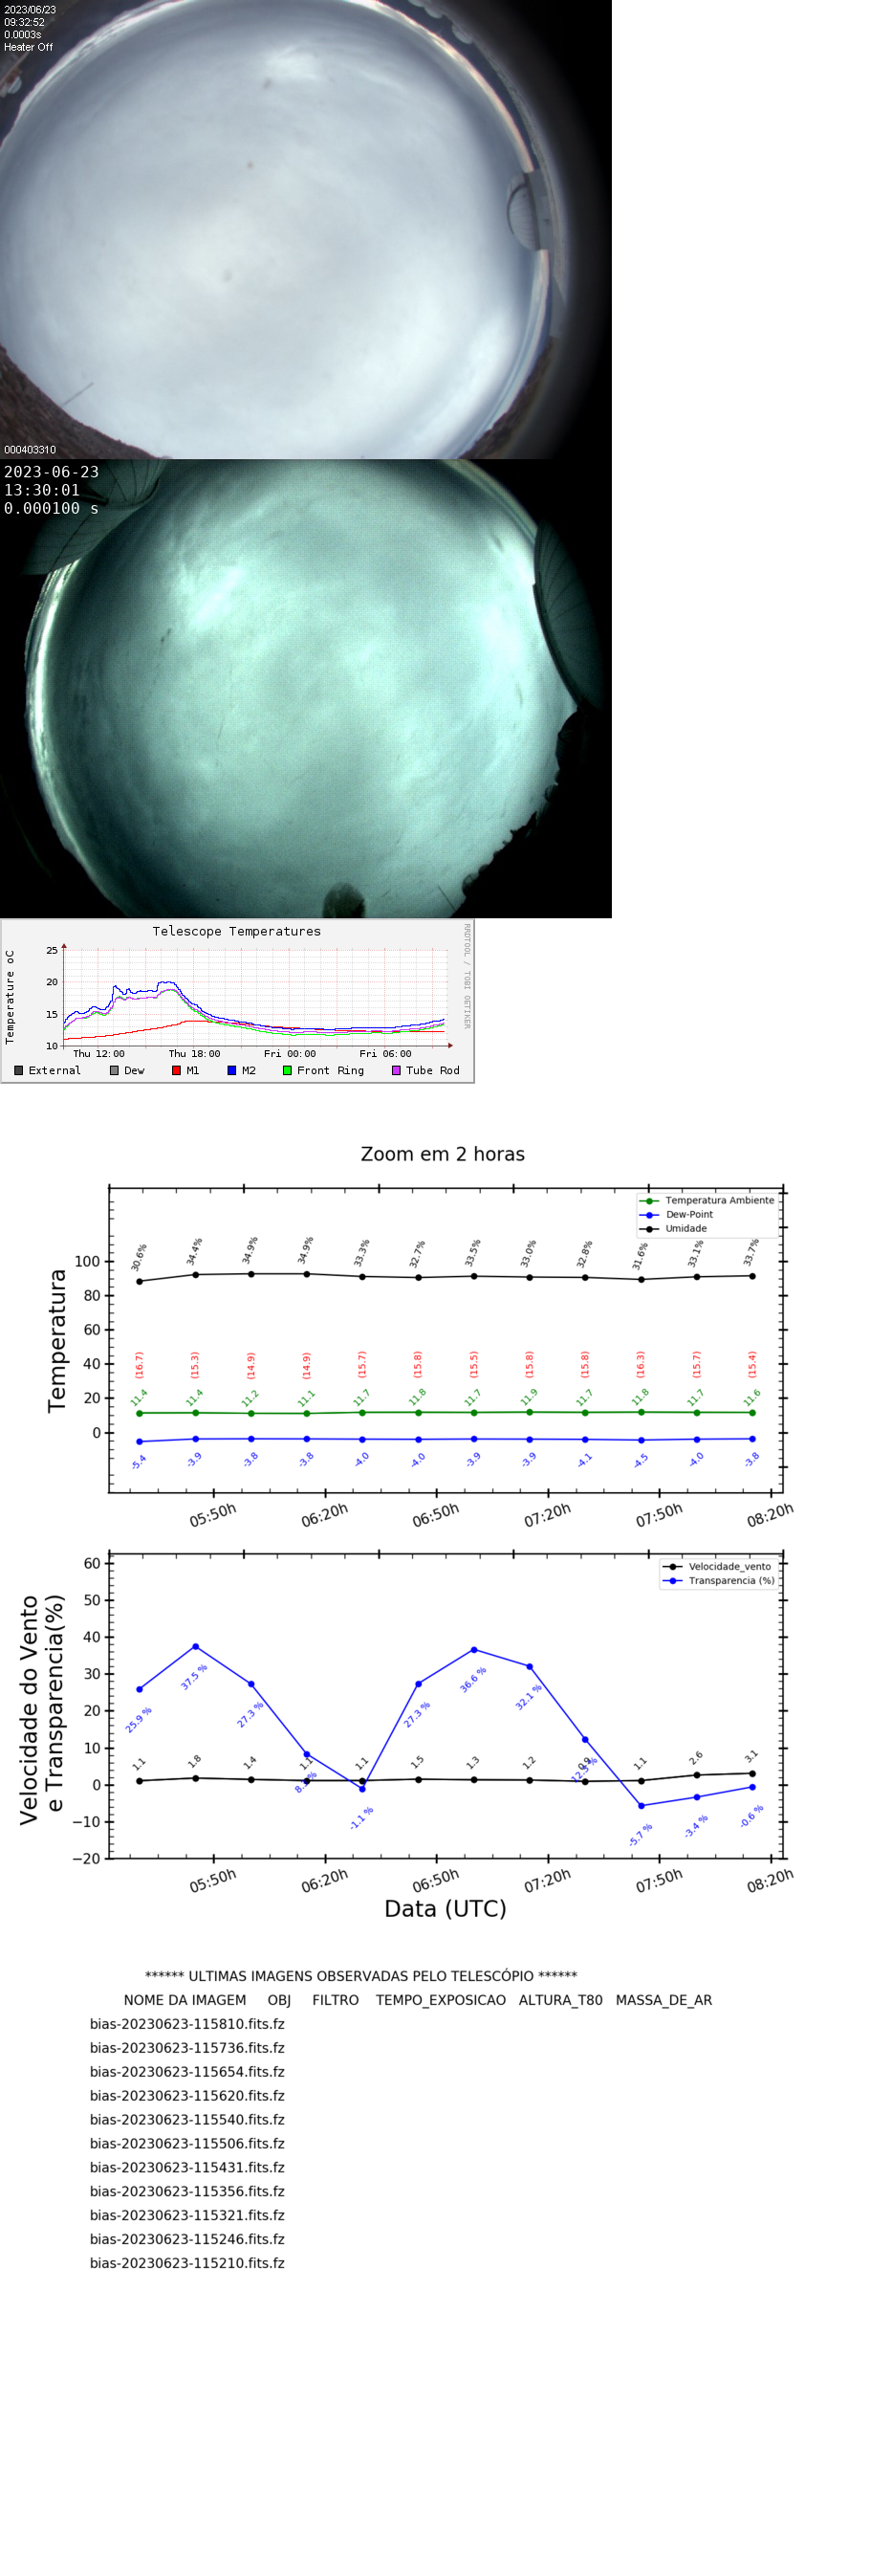 2023/06/23
09:32:52
0.0003s
Heater Off
000403310
2023-06-23
13:30:01
0.000100 s
Telescope Temperatures
RRDTOOL / TOBI OETIKER
Temperature oC
25
20
15
10
Thu 12:00 Thu 18:00 Fri 00:00 Fri 06:00
External Dew M1 M2 Front Ring Tube Rod
Zoom em 2 horas
Temperatura Ambiente
Dew-Point
Umidade
Temperatura
100
80
60
40
20
0
30.6% 34.4% 34.9% 34.9% 33.3% 32.7% 33.5% 33.0% 32.8% 31.6% 33.1% 33.7%
(16.7) (15.3) (14.9) (14.9) (15.7) (15.8) (15.5) (15.8) (15.8) (16.3) (15.7) (15.4)
11.4 11.4 11.2 11.1 11.7 11.8 11.7 11.9 11.7 11.8 11.7 11.6
-5.4 -3.9 -3.8 -3.8 -4.0 -4.0 -3.9 -3.9 -4.1 -4.5 -4.0 -3.8
05:50h 06:20h 06:50h 07:20h 07:50h 08:20h
Velocidade_vento
Transparencia (%)
Velocidade do Vento
e Transparencia(%)
60
50
40
30
20
10
0
−10
−20
25.9 % 37.5 % 27.3 % -1.1 % 27.3 % 36.6 % 32.1 % -5.7 % -3.4 % -0.6 %
1.1 1.8 1.4 1.1 1.1 1.5 1.3 1.2 0.9 1.1 2.6 3.1
05:50h 06:20h 06:50h 07:20h 07:50h 08:20h
Data (UTC)
****** ULTIMAS IMAGENS OBSERVADAS PELO TELESCÓPIO ******
NOME DA IMAGEM OBJ FILTRO TEMPO_EXPOSICAO ALTURA_T80 MASSA_DE_AR
bias-20230623-115810.fits.fz
bias-20230623-115736.fits.fz
bias-20230623-115654.fits.fz
bias-20230623-115620.fits.fz
bias-20230623-115540.fits.fz
bias-20230623-115506.fits.fz
bias-20230623-115431.fits.fz
bias-20230623-115356.fits.fz
bias-20230623-115321.fits.fz
bias-20230623-115246.fits.fz
bias-20230623-115210.fits.fz